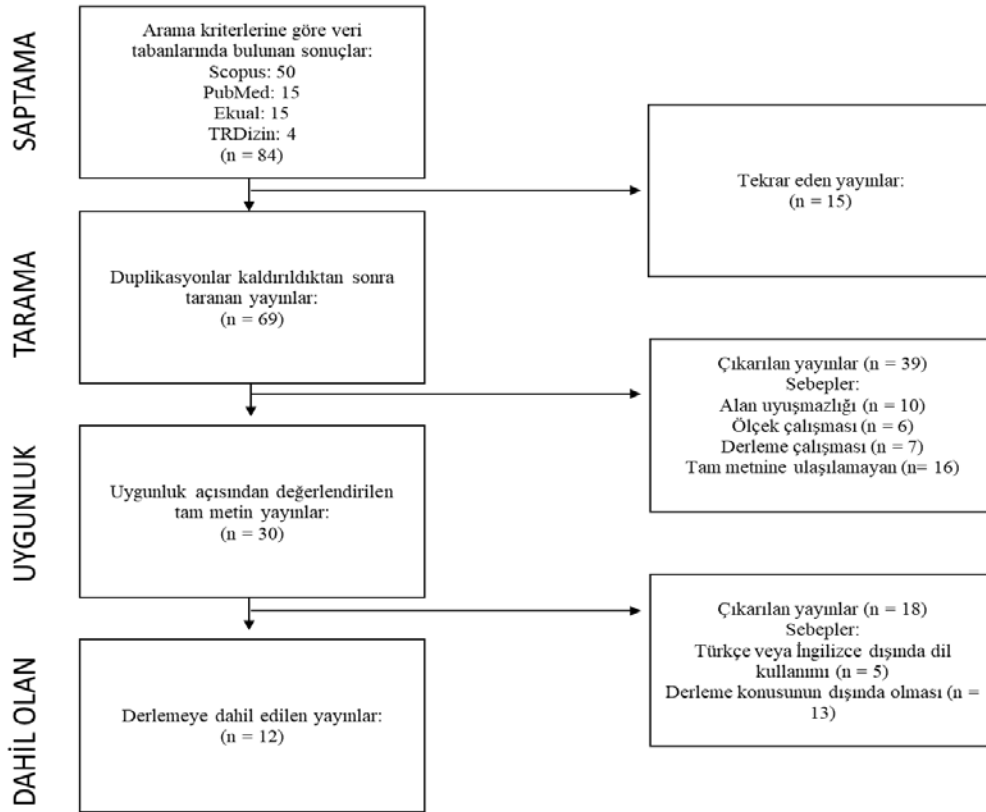 SAPTAMA
Arama kriterlerine göre veri
tabanlarında bulunan sonuçlar:
Scopus: 50
PubMed: 15
Ekual: 15
TRDizin: 4
(n = 84)
Tekrar eden yayınlar:
(n = 15)
TARAMA
Duplikasyonlar kaldırıldıktan sonra
taranan yayınlar:
(n = 69)
Çıkarılan yayınlar (n = 39)
Sebepler:
Alan uyuşmazlığı (n = 10)
Ölçek çalışması (n = 6)
Derleme çalışması (n = 7)
Tam metnine ulaşılamayan (n= 16)
UYGUNLUK
Uygunluk açısından değerlendirilen
tam metin yayınlar:
(n = 30)
Çıkarılan yayınlar (n = 18)
Sebepler:
Türkçe veya İngilizce dışında dil
kullanımı (n = 5)
Derleme konusunun dışında olması (n =
13)
DAHİL OLAN
Derlemeye dahil edilen yayınlar:
(n = 12)